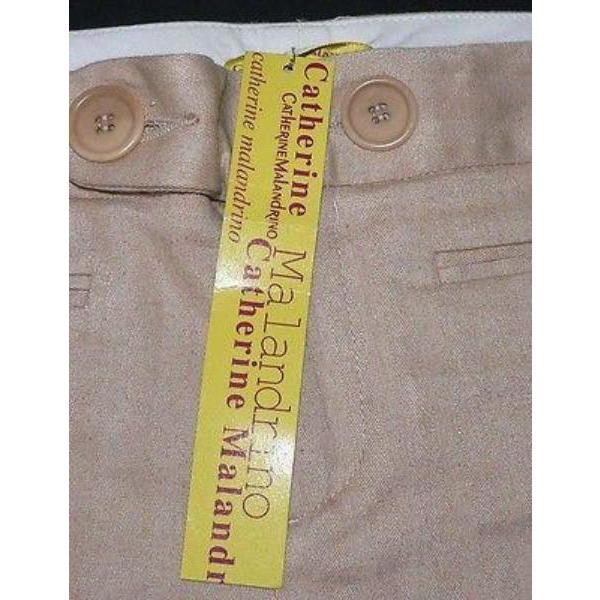 Catherine
CATHERINEMALANDRINO
catherine malandrino
Malandrino
Catherine Malandr